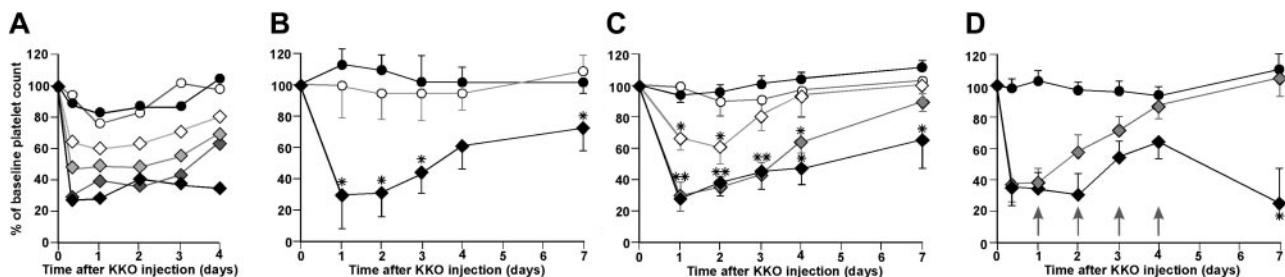 A B C D
% of baseline platelet count
120 100 80 60 40 20 0
0 1 2 3 4
Time after KKO injection (days)
120 100 80 60 40 20 0
* * * *
0 1 2 3 4 5 6 7
Time after KKO injection (days)
120 100 80 60 40 20 0
* * * ** ** ** * *
0 1 2 3 4 5 6 7
Time after KKO injection (days)
120 100 80 60 40 20 0
*
0 1 2 3 4 5 6 7
Time after KKO injection (days)